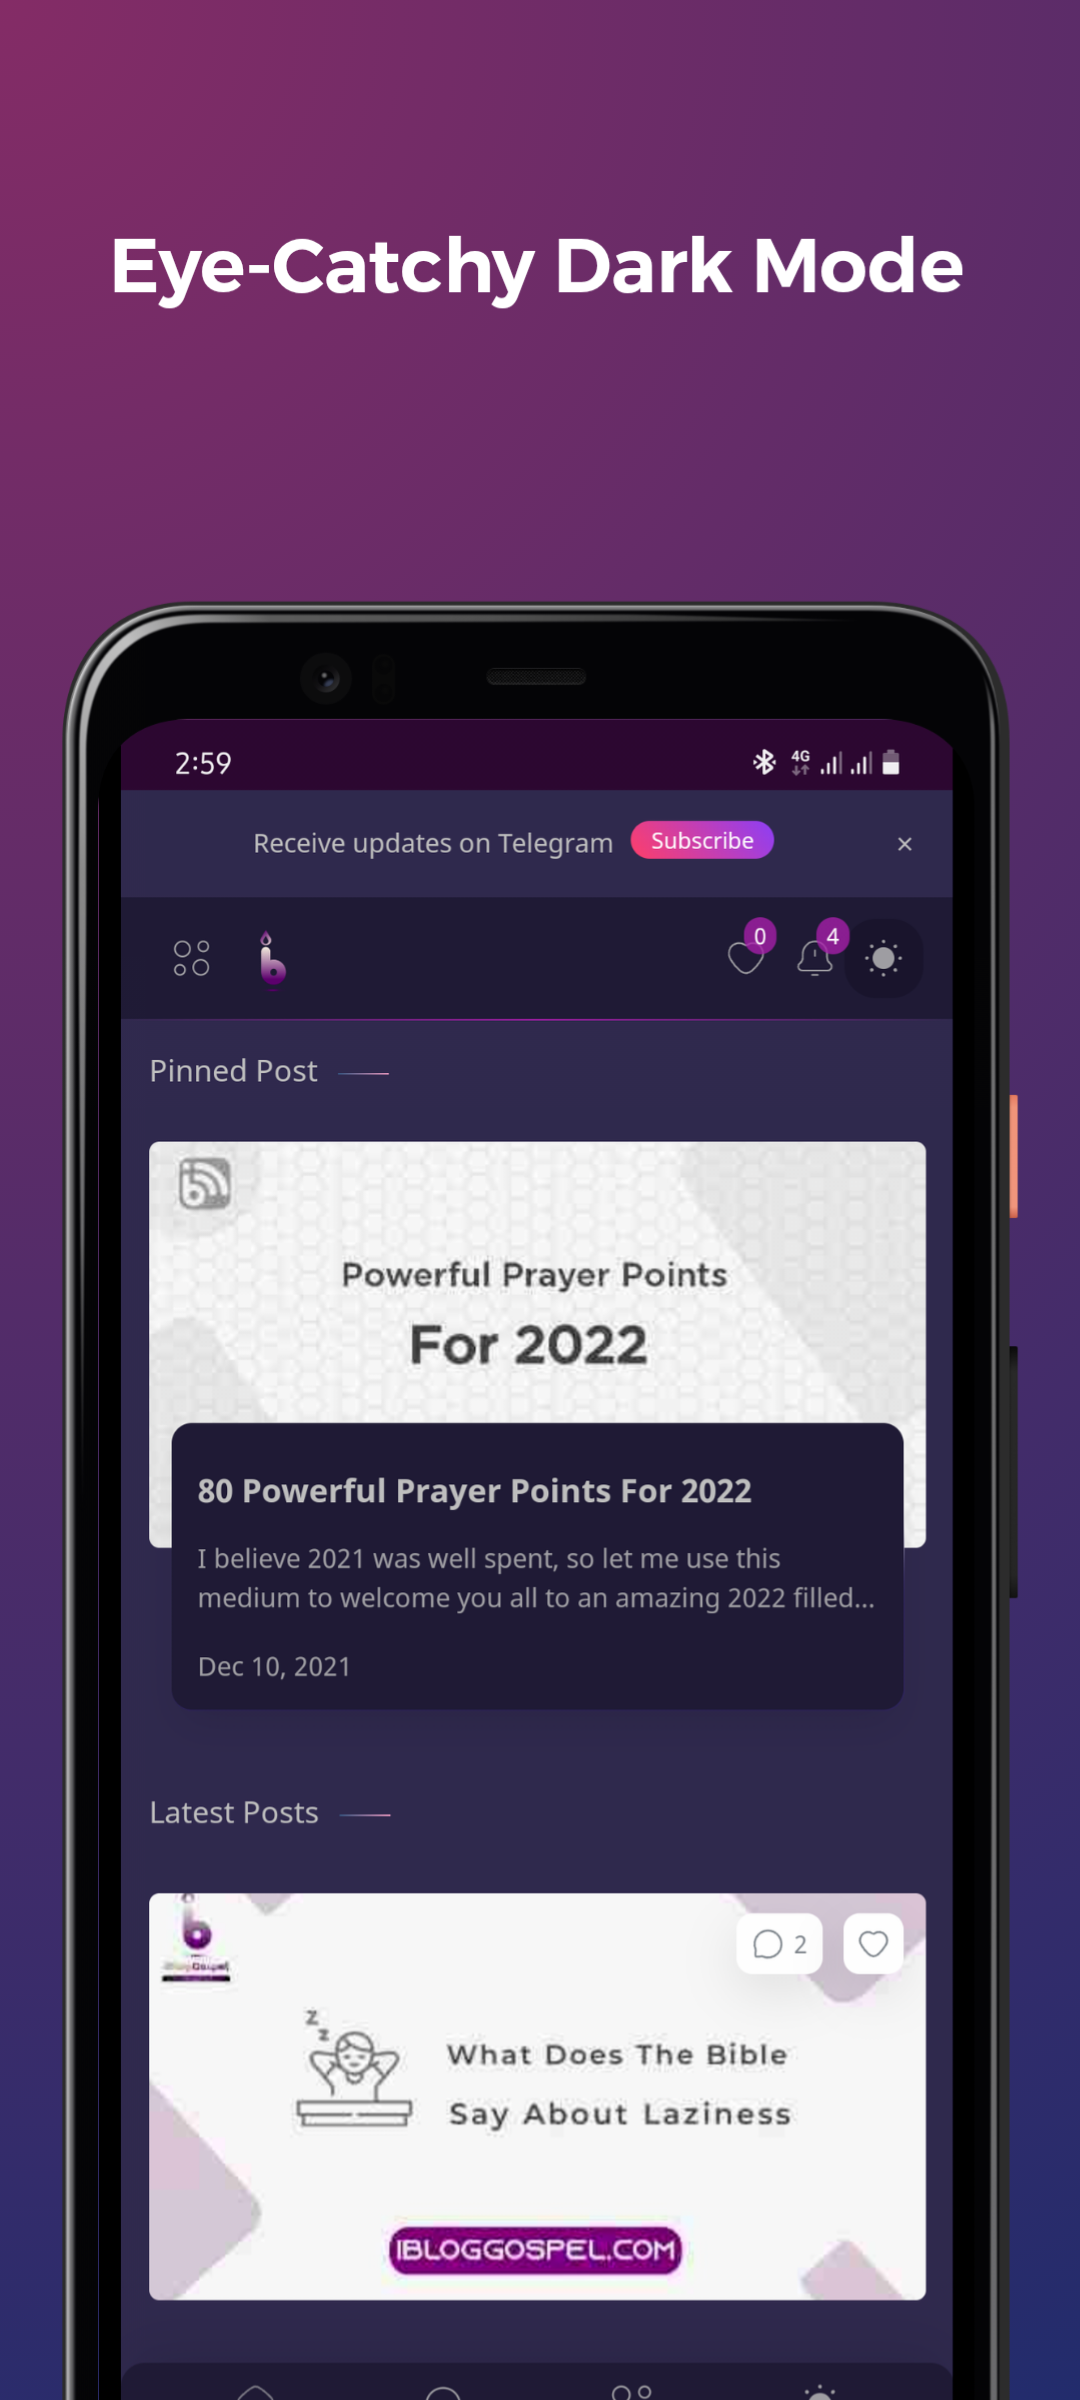 Eye-Catchy Dark Mode
2:59
4G
Receive updates on Telegram
Subscribe
×
0
4
Pinned Post
Powerful Prayer Points
For 2022
80 Powerful Prayer Points For 2022
I believe 2021 was well spent, so let me use this
medium to welcome you all to an amazing 2022 filled...
Dec 10, 2021
Latest Posts
2
z
z
What Does The Bible
Say About Laziness
IBLOGGOSPEL.COM